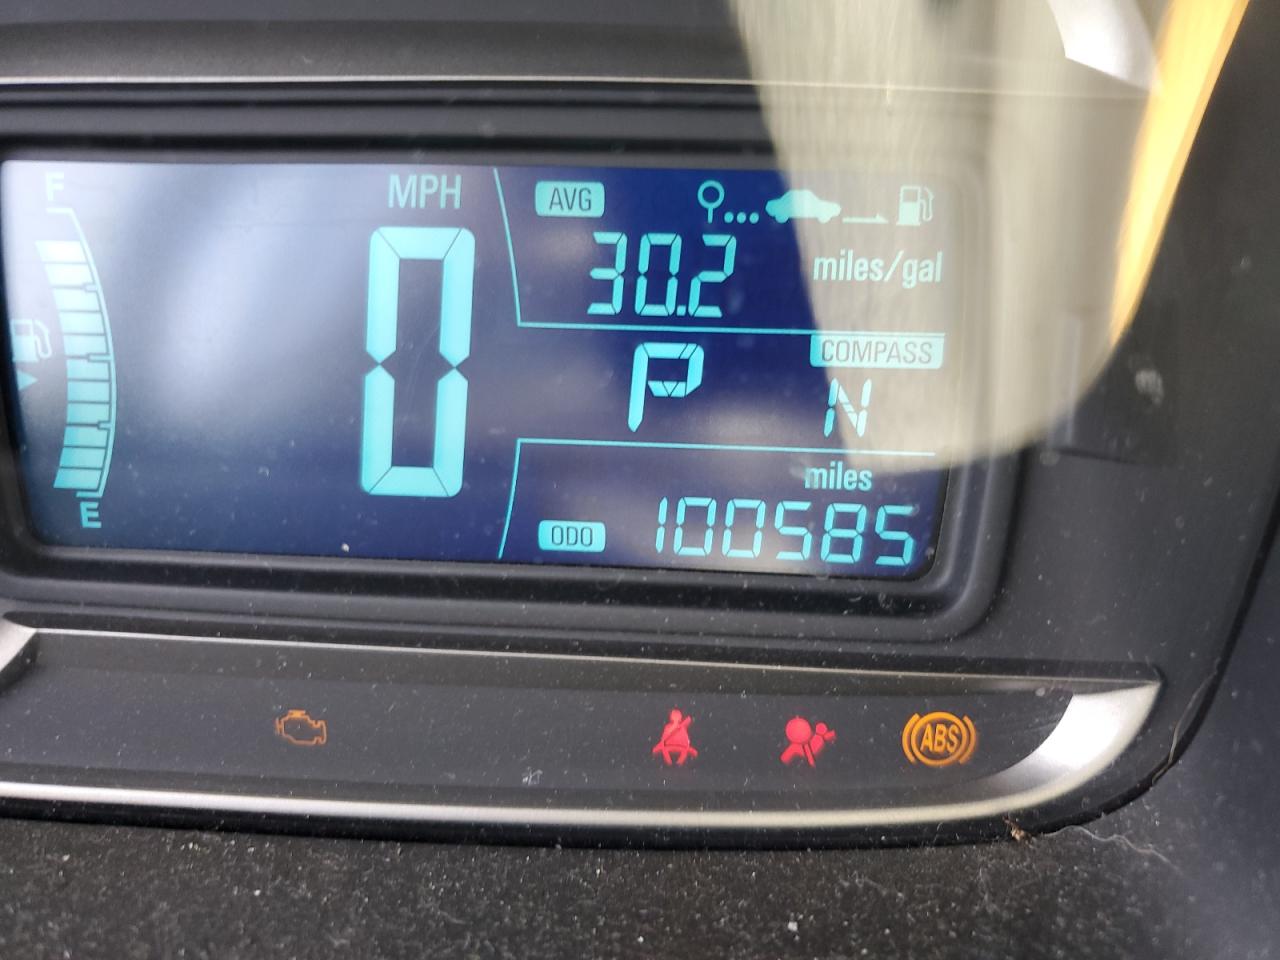 F
MPH
AVG
30.2
miles/gal
0
COMPASS
P
N
miles
E
ODO
100585
ABS